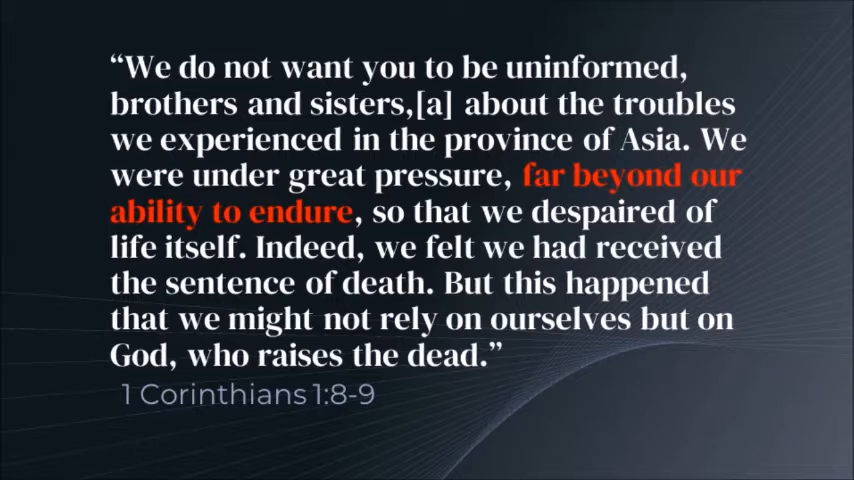 “We do not want you to be uninformed,
brothers and sisters,[a] about the troubles
we experienced in the province of Asia. We
were under great pressure, far beyond our
ability to endure, so that we despaired of
life itself. Indeed, we felt we had received
the sentence of death. But this happened
that we might not rely on ourselves but on
God, who raises the dead.”
1 Corinthians 1:8-9